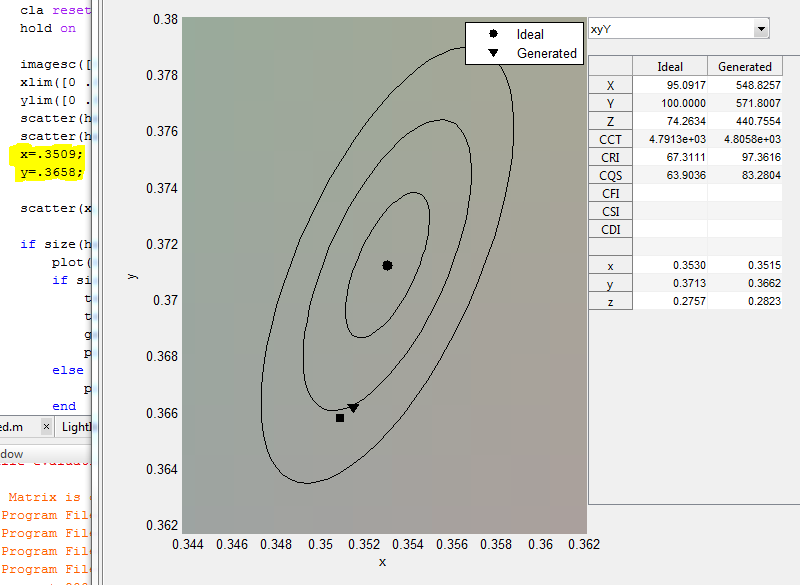 cla reset
hold on
imagesc([
xlim([0 .
ylim([0 .
scatter(h
scatter(h
x=.3509;
y=.3658;
scatter(x
if size(h
plot(
if si
t
t
g
p
else
p
end
ed.m × Lightl
dow
Matrix is
Program File
Program File
Program File
Program File
0.38
0.378
0.376
0.374
0.372
0.37
0.368
0.366
0.364
0.362
y
0.344 0.346 0.348 0.35 0.352 0.354 0.356 0.358 0.36 0.362
x
Ideal
Generated
xyY
Ideal Generated
X 95.0917 548.8257
Y 100.0000 571.8007
Z 74.2634 440.7554
CCT 4.7913e+03 4.8058e+03
CRI 67.3111 97.3616
CQS 63.9036 83.2804
CFI
CSI
CDI
x 0.3530 0.3515
y 0.3713 0.3662
z 0.2757 0.2823